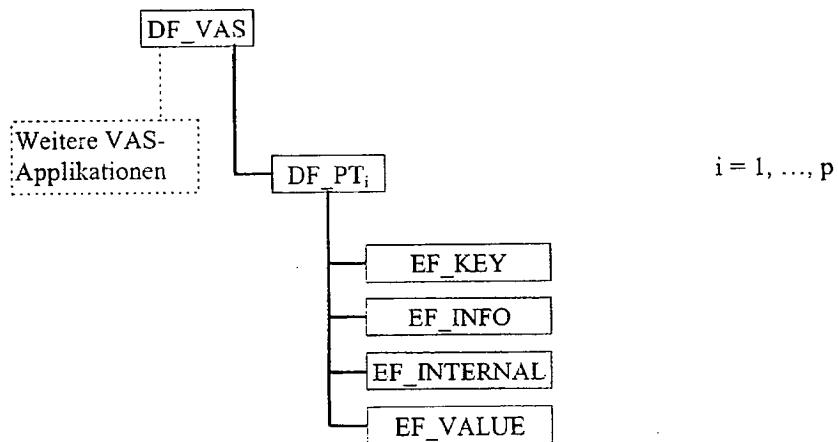 DF_VAS
Weitere VAS-
Applikationen
DF_PTᵢ
i = 1, ..., p
EF_KEY
EF_INFO
EF_INTERNAL
EF_VALUE